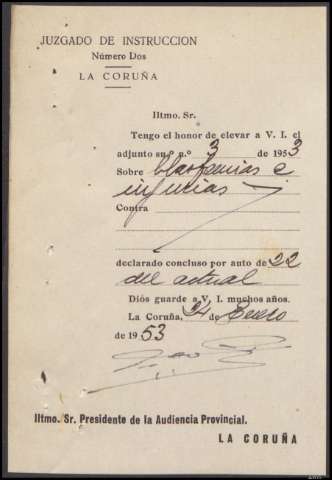 JUZGADO DE INSTRUCCION
Número Dos
LA CORUÑA
Iltmo. Sr.
Tengo el honor de elevar a V. I. el
adjunto su.º n.º 3 de 1953
Sobre blasfemias e
injurias
Contra
declarado concluso por auto de 22
del actual
Diós guarde a V. I. muchos años.
La Coruña, 24 de Enero
de 1953
Iltmo. Sr. Presidente de la Audiencia Provincial.
LA CORUÑA